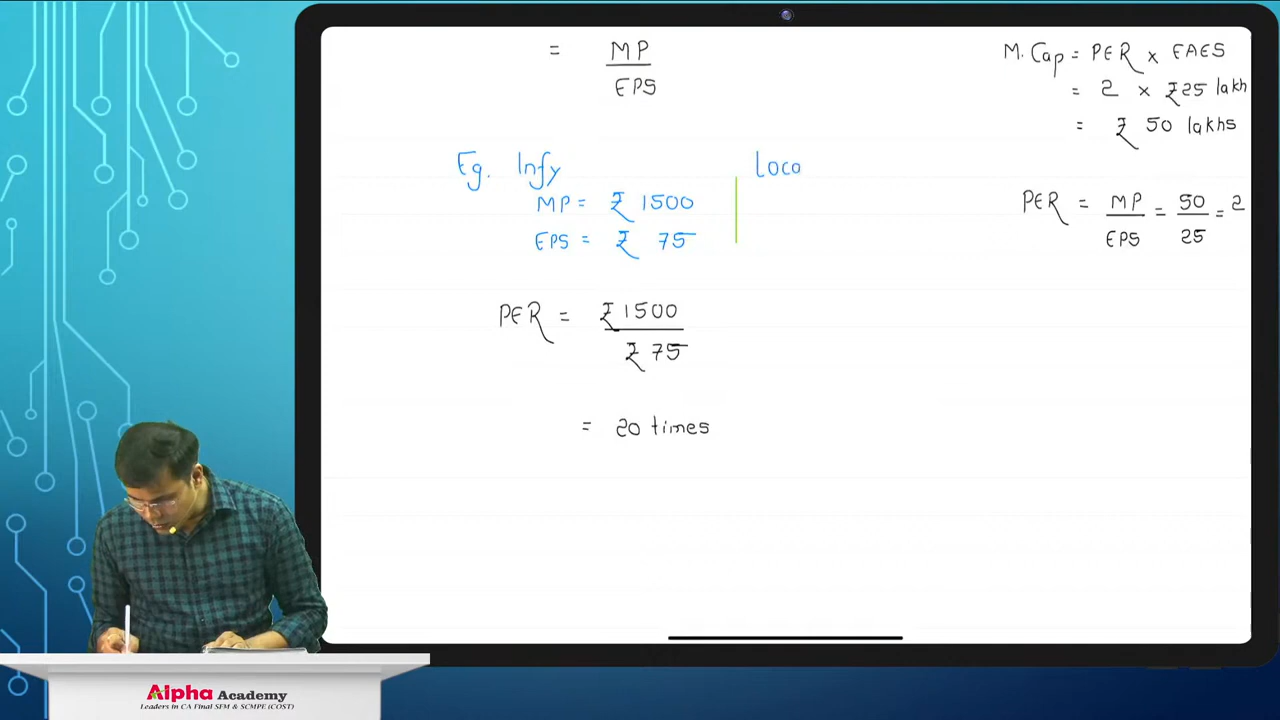 = MP
EPS
Eg. Infy
MP = ₹ 1500
EPS = ₹ 75
PER = ₹ 1500
₹ 75
= 20 times
Loco
M. Cap = PER x EAES
= 2 x ₹25 lakh
= ₹ 50 lakhs
PER = MP = 50 = 2
EPS 25
Alpha Academy
Leaders in CA Final SFM & SCMPE (COST)